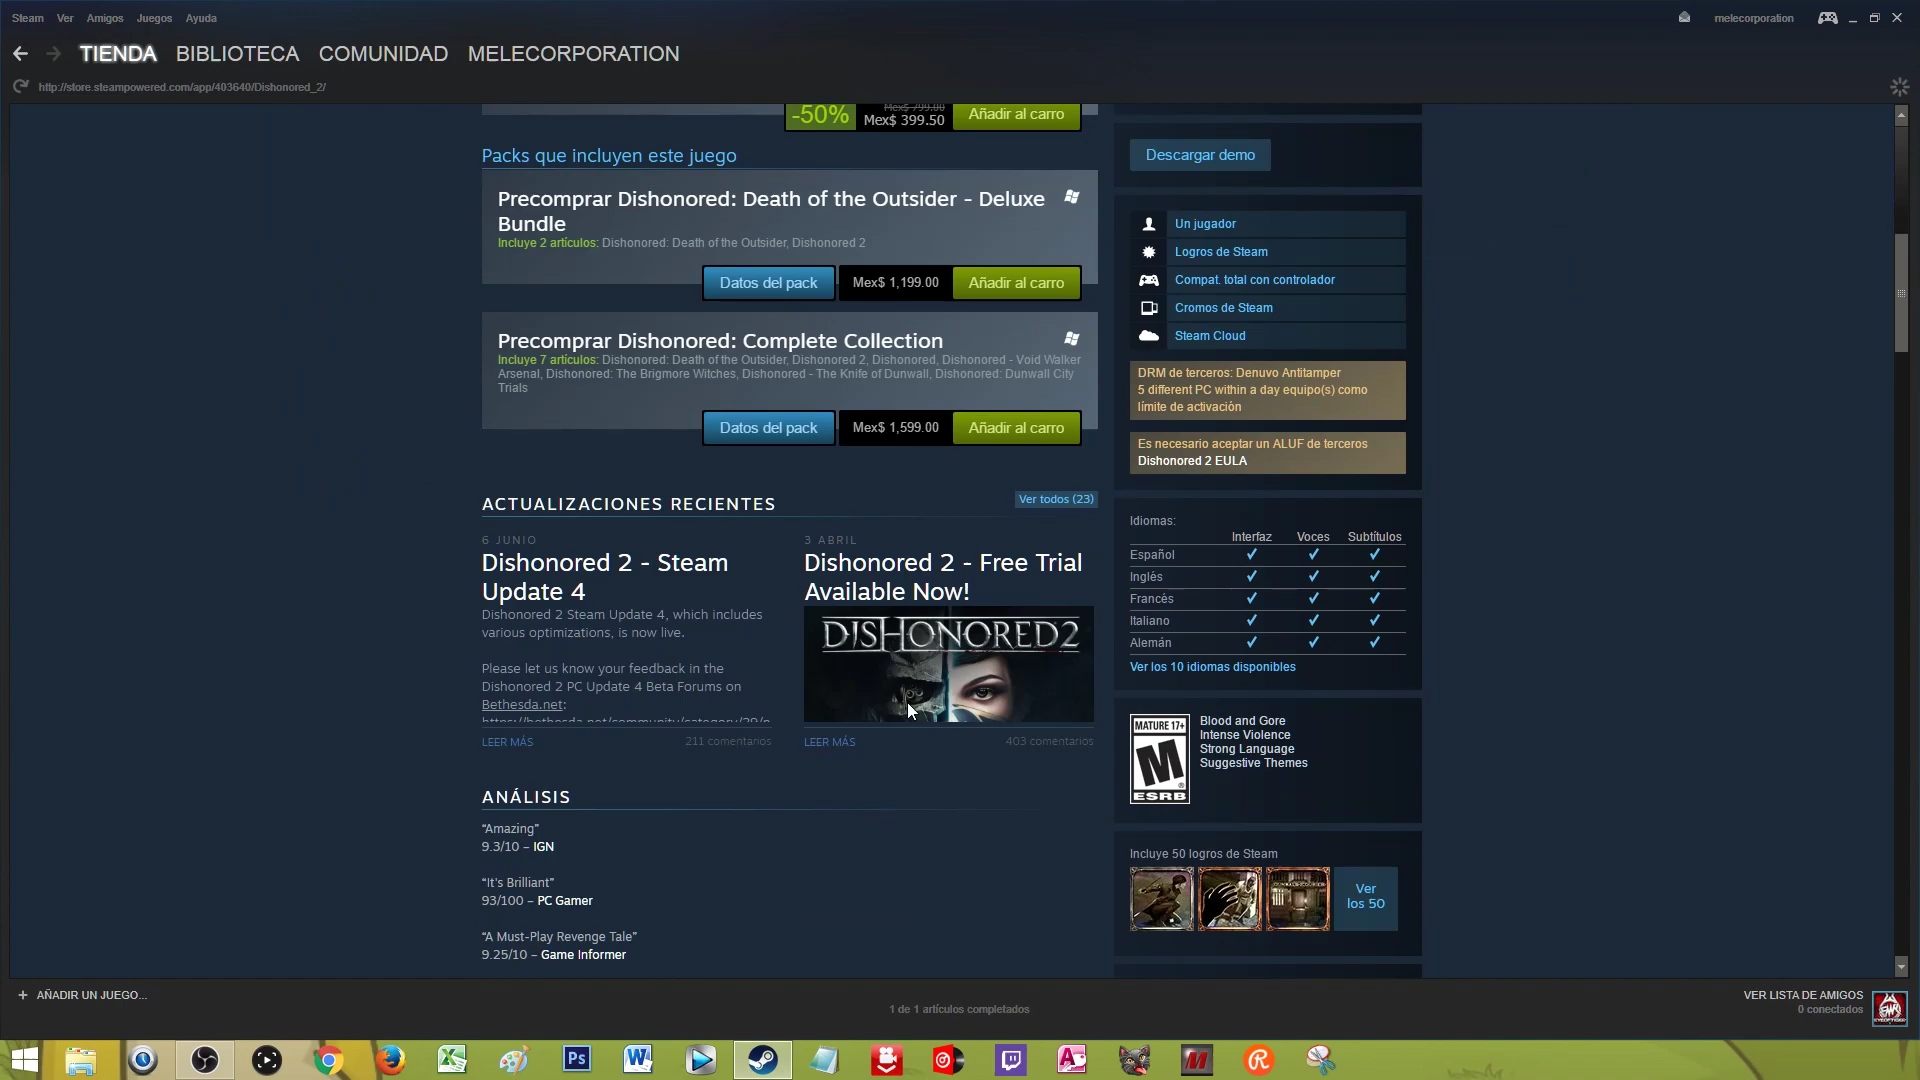 Steam Ver Amigos Juegos Ayuda
melecorporation
TIENDA BIBLIOTECA COMUNIDAD MELECORPORATION
http://store.steampowered.com/app/403640/Dishonored_2/
-50%
Mex$ 799.00
Mex$ 399.50
Añadir al carro
Packs que incluyen este juego
Precomprar Dishonored: Death of the Outsider - Deluxe
Bundle
Incluye 2 artículos: Dishonored: Death of the Outsider, Dishonored 2
Datos del pack Mex$ 1,199.00 Añadir al carro
Precomprar Dishonored: Complete Collection
Incluye 7 artículos: Dishonored: Death of the Outsider, Dishonored 2, Dishonored, Dishonored - Void Walker
Arsenal, Dishonored: The Brigmore Witches, Dishonored - The Knife of Dunwall, Dishonored: Dunwall City
Trials
Datos del pack Mex$ 1,599.00 Añadir al carro
ACTUALIZACIONES RECIENTES
Ver todos (23)
6 JUNIO
Dishonored 2 - Steam
Update 4
Dishonored 2 Steam Update 4, which includes
various optimizations, is now live.
Please let us know your feedback in the
Dishonored 2 PC Update 4 Beta Forums on
Bethesda.net:
https://bethesda.net/community/category/29/p
LEER MÁS 211 comentarios
3 ABRIL
Dishonored 2 - Free Trial
Available Now!
DISHONORED2
LEER MÁS 403 comentarios
ANÁLISIS
“Amazing”
9.3/10 – IGN
“It's Brilliant”
93/100 – PC Gamer
“A Must-Play Revenge Tale”
9.25/10 – Game Informer
Descargar demo
Un jugador
Logros de Steam
Compat. total con controlador
Cromos de Steam
Steam Cloud
DRM de terceros: Denuvo Antitamper
5 different PC within a day equipo(s) como
límite de activación
Es necesario aceptar un ALUF de terceros
Dishonored 2 EULA
Idiomas:
Interfaz Voces Subtítulos
Español
Inglés
Francés
Italiano
Alemán
Ver los 10 idiomas disponibles
MATURE 17+
M
ESRB
Blood and Gore
Intense Violence
Strong Language
Suggestive Themes
Incluye 50 logros de Steam
Ver
los 50
+ AÑADIR UN JUEGO...
1 de 1 artículos completados
VER LISTA DE AMIGOS
0 conectados
Ps